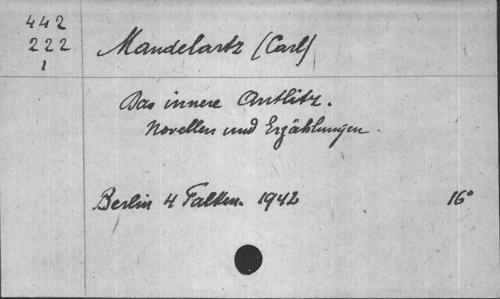 442
222
1
Mandelartz (Carl)
Das innere Antlitz.
Novellen und Erzählungen.
Berlin 4 Falken. 1942 16°